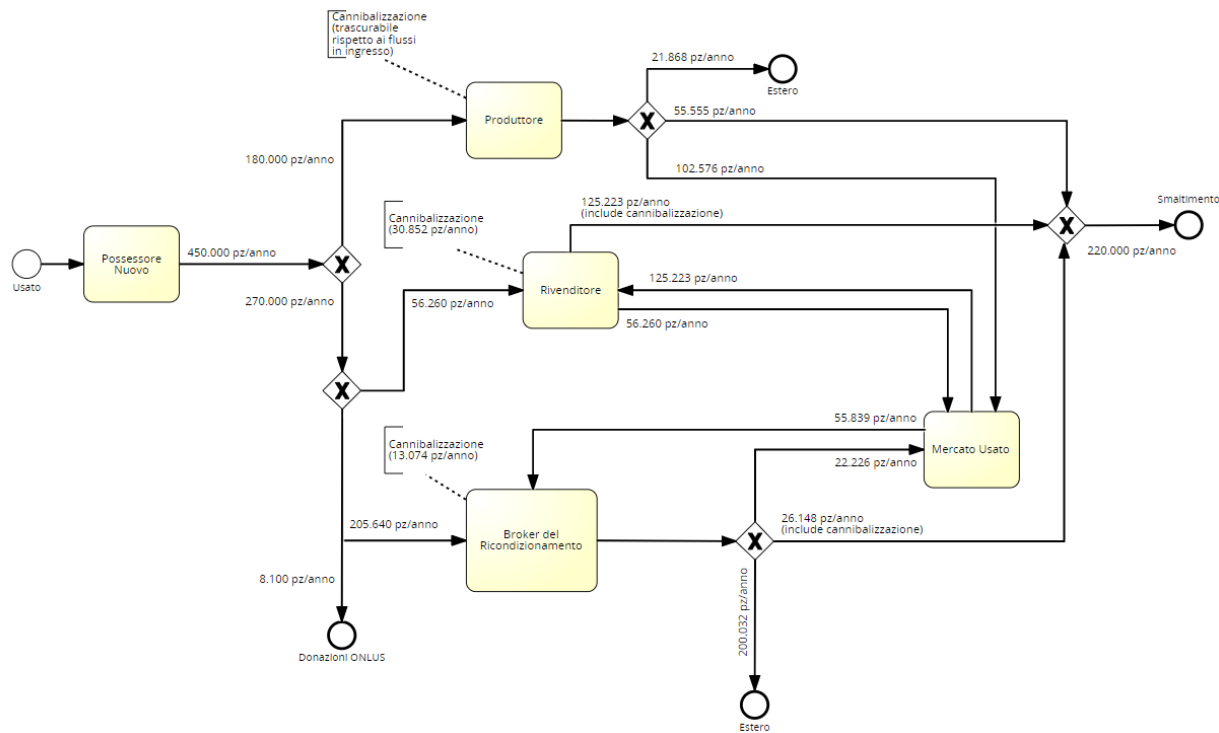 Cannibalizzazione
(trascurabile
rispetto ai flussi
in ingresso)
21.868 pz/anno
Estero
Produttore
55.555 pz/anno
180.000 pz/anno
102.576 pz/anno
125.223 pz/anno
(include cannibalizzazione)
Cannibalizzazione
(30.852 pz/anno)
Smaltimento
Possessore
Nuovo
450.000 pz/anno
220.000 pz/anno
Usato
270.000 pz/anno
56.260 pz/anno
Rivenditore
125.223 pz/anno
56.260 pz/anno
55.839 pz/anno
Mercato Usato
Cannibalizzazione
(13.074 pz/anno)
22.226 pz/anno
205.640 pz/anno
Broker del
Ricondizionamento
26.148 pz/anno
(include cannibalizzazione)
8.100 pz/anno
200.032 pz/anno
Donazioni ONLUS
Estero